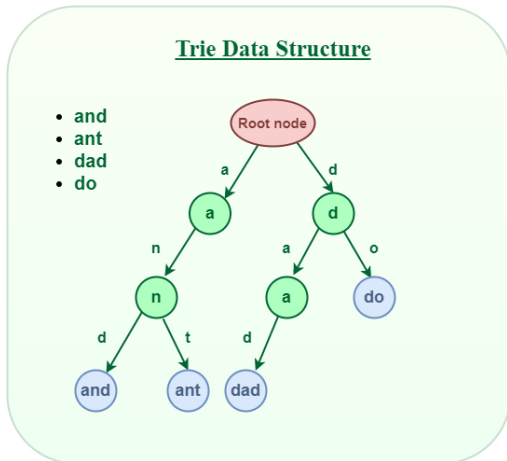 Trie Data Structure
and
ant
dad
do
Root node
a d
a d
n a o
n a do
d t d
and ant dad